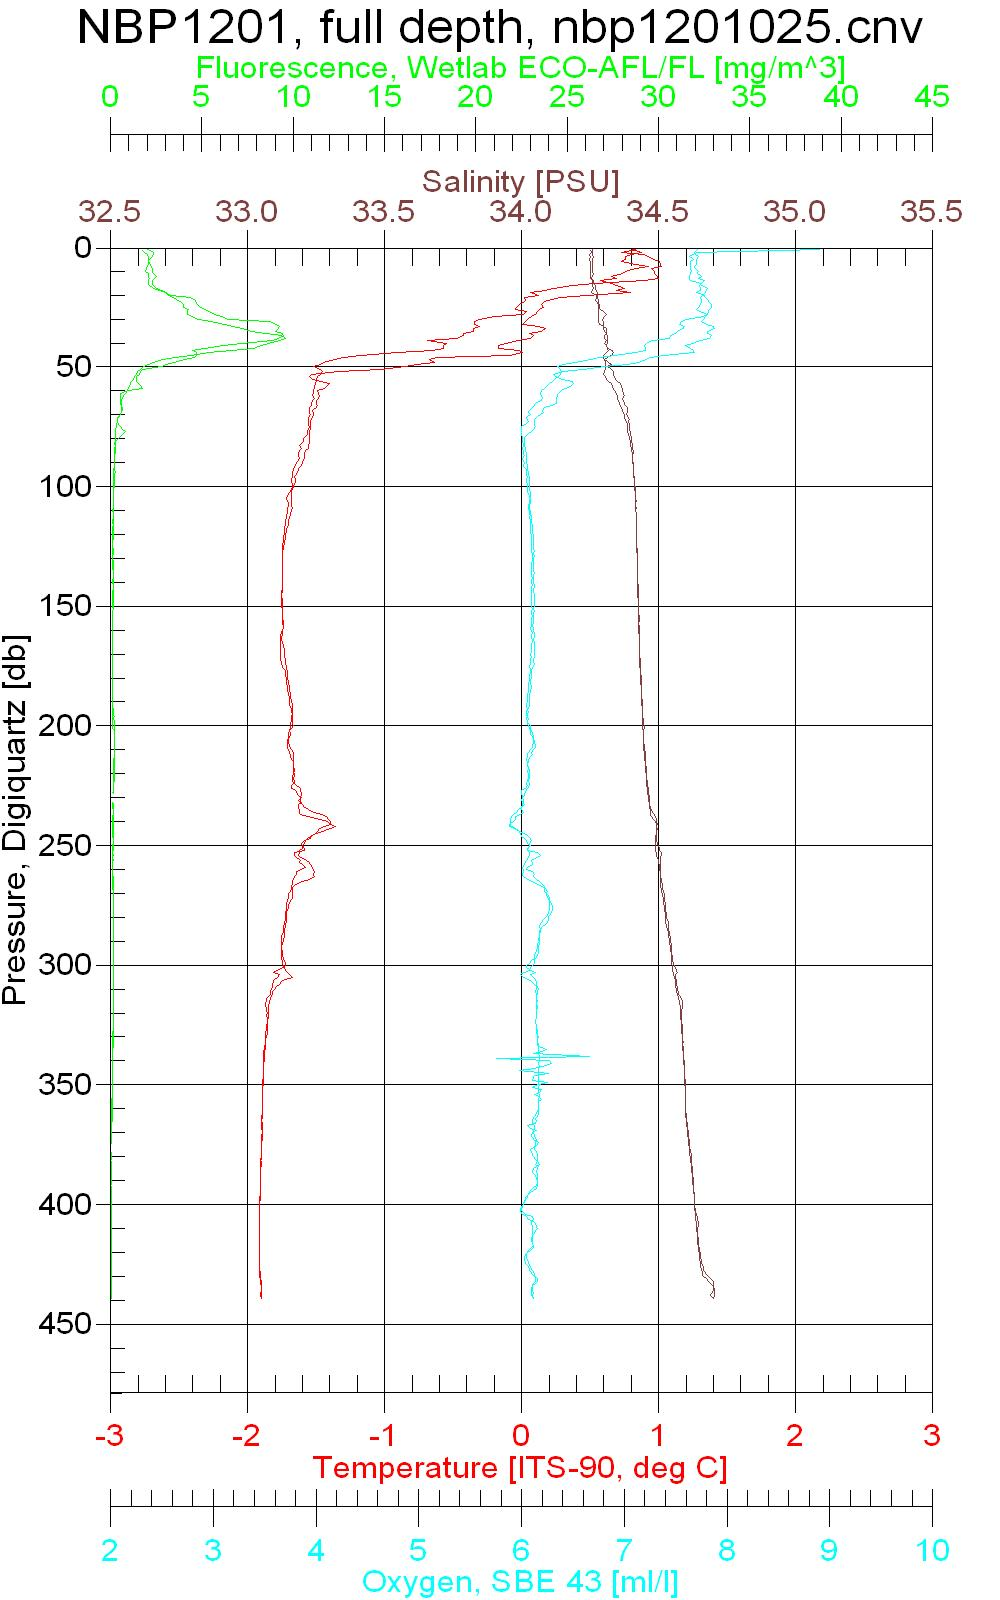 NBP1201, full depth, nbp1201025.cnv
Fluorescence, Wetlab ECO-AFL/FL [mg/m^3]
0 5 10 15 20 25 30 35 40 45
Salinity [PSU]
32.5 33.0 33.5 34.0 34.5 35.0 35.5
0
50
100
150
200
250
300
350
400
450
Pressure, Digiquartz [db]
-3 -2 -1 0 1 2 3
Temperature [ITS-90, deg C]
2 3 4 5 6 7 8 9 10
Oxygen, SBE 43 [ml/l]